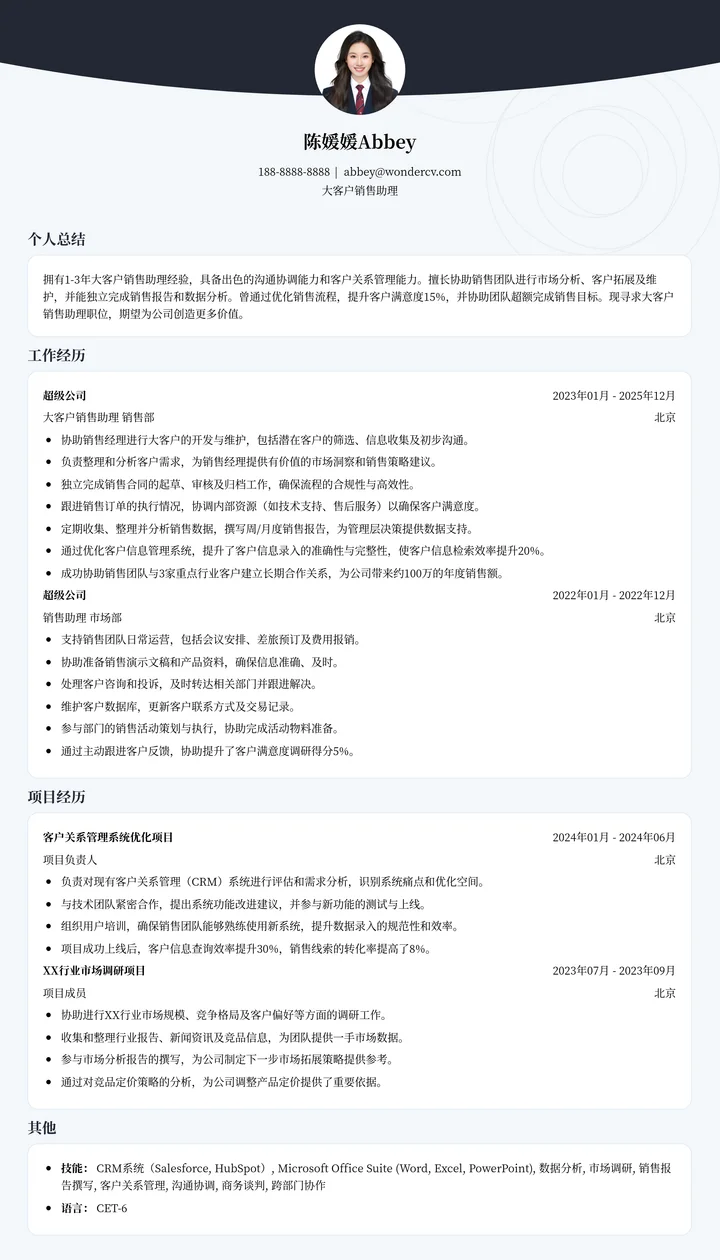 陈媛媛Abbey
188-8888-8888 | abbey@wondercv.com
大客户销售助理
个人总结
拥有1-3年大客户销售助理经验，具备出色的沟通协调能力和客户关系管理能力。擅长协助销售团队进行市场分析、客户拓展及维
护，并能独立完成销售报告和数据分析。曾通过优化销售流程，提升客户满意度15%，并协助团队超额完成销售目标。现寻求大客户
销售助理职位，期望为公司创造更多价值。
工作经历
超级公司 2023年01月 - 2025年12月
大客户销售助理 销售部 北京
• 协助销售经理进行大客户的开发与维护，包括潜在客户的筛选、信息收集及初步沟通。
• 负责整理和分析客户需求，为销售经理提供有价值的市场洞察和销售策略建议。
• 独立完成销售合同的起草、审核及归档工作，确保流程的合规性与高效性。
• 跟进销售订单的执行情况，协调内部资源（如技术支持、售后服务）以确保客户满意度。
• 定期收集、整理并分析销售数据，撰写周/月度销售报告，为管理层决策提供数据支持。
• 通过优化客户信息管理系统，提升了客户信息录入的准确性与完整性，使客户信息检索效率提升20%。
• 成功协助销售团队与3家重点行业客户建立长期合作关系，为公司带来约100万的年度销售额。
超级公司 2022年01月 - 2022年12月
销售助理 市场部 北京
• 支持销售团队日常运营，包括会议安排、差旅预订及费用报销。
• 协助准备销售演示文稿和产品资料，确保信息准确、及时。
• 处理客户咨询和投诉，及时转达相关部门并跟进解决。
• 维护客户数据库，更新客户联系方式及交易记录。
• 参与部门的销售活动策划与执行，协助完成活动物料准备。
• 通过主动跟进客户反馈，协助提升了客户满意度调研得分5%。
项目经历
客户关系管理系统优化项目 2024年01月 - 2024年06月
项目负责人 北京
• 负责对现有客户关系管理（CRM）系统进行评估和需求分析，识别系统痛点和优化空间。
• 与技术团队紧密合作，提出系统功能改进建议，并参与新功能的测试与上线。
• 组织用户培训，确保销售团队能够熟练使用新系统，提升数据录入的规范性和效率。
• 项目成功上线后，客户信息查询效率提升30%，销售线索的转化率提高了8%。
XX行业市场调研项目 2023年07月 - 2023年09月
项目成员 北京
• 协助进行XX行业市场规模、竞争格局及客户偏好等方面的调研工作。
• 收集和整理行业报告、新闻资讯及竞品信息，为团队提供一手市场数据。
• 参与市场分析报告的撰写，为公司制定下一步市场拓展策略提供参考。
• 通过对竞品定价策略的分析，为公司调整产品定价提供了重要依据。
其他
• 技能： CRM系统（Salesforce, HubSpot）, Microsoft Office Suite (Word, Excel, PowerPoint), 数据分析, 市场调研, 销售报
告撰写, 客户关系管理, 沟通协调, 商务谈判, 跨部门协作
• 语言： CET-6